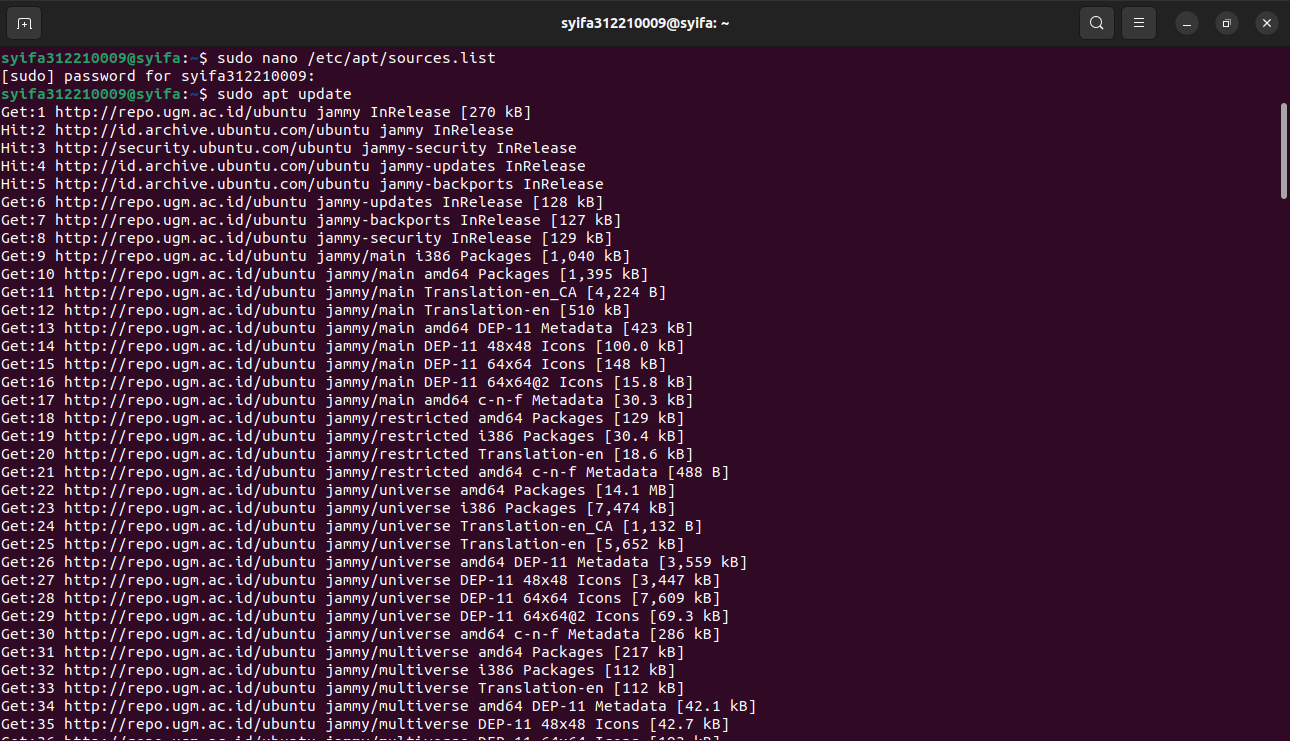 syifa312210009@syifa: ~
syifa312210009@syifa:~$ sudo nano /etc/apt/sources.list
[sudo] password for syifa312210009:
syifa312210009@syifa:~$ sudo apt update
Get:1 http://repo.ugm.ac.id/ubuntu jammy InRelease [270 kB]
Hit:2 http://id.archive.ubuntu.com/ubuntu jammy InRelease
Hit:3 http://security.ubuntu.com/ubuntu jammy-security InRelease
Hit:4 http://id.archive.ubuntu.com/ubuntu jammy-updates InRelease
Hit:5 http://id.archive.ubuntu.com/ubuntu jammy-backports InRelease
Get:6 http://repo.ugm.ac.id/ubuntu jammy-updates InRelease [128 kB]
Get:7 http://repo.ugm.ac.id/ubuntu jammy-backports InRelease [127 kB]
Get:8 http://repo.ugm.ac.id/ubuntu jammy-security InRelease [129 kB]
Get:9 http://repo.ugm.ac.id/ubuntu jammy/main i386 Packages [1,040 kB]
Get:10 http://repo.ugm.ac.id/ubuntu jammy/main amd64 Packages [1,395 kB]
Get:11 http://repo.ugm.ac.id/ubuntu jammy/main Translation-en_CA [4,224 B]
Get:12 http://repo.ugm.ac.id/ubuntu jammy/main Translation-en [510 kB]
Get:13 http://repo.ugm.ac.id/ubuntu jammy/main amd64 DEP-11 Metadata [423 kB]
Get:14 http://repo.ugm.ac.id/ubuntu jammy/main DEP-11 48x48 Icons [100.0 kB]
Get:15 http://repo.ugm.ac.id/ubuntu jammy/main DEP-11 64x64 Icons [148 kB]
Get:16 http://repo.ugm.ac.id/ubuntu jammy/main DEP-11 64x64@2 Icons [15.8 kB]
Get:17 http://repo.ugm.ac.id/ubuntu jammy/main amd64 c-n-f Metadata [30.3 kB]
Get:18 http://repo.ugm.ac.id/ubuntu jammy/restricted amd64 Packages [129 kB]
Get:19 http://repo.ugm.ac.id/ubuntu jammy/restricted i386 Packages [30.4 kB]
Get:20 http://repo.ugm.ac.id/ubuntu jammy/restricted Translation-en [18.6 kB]
Get:21 http://repo.ugm.ac.id/ubuntu jammy/restricted amd64 c-n-f Metadata [488 B]
Get:22 http://repo.ugm.ac.id/ubuntu jammy/universe amd64 Packages [14.1 MB]
Get:23 http://repo.ugm.ac.id/ubuntu jammy/universe i386 Packages [7,474 kB]
Get:24 http://repo.ugm.ac.id/ubuntu jammy/universe Translation-en_CA [1,132 B]
Get:25 http://repo.ugm.ac.id/ubuntu jammy/universe Translation-en [5,652 kB]
Get:26 http://repo.ugm.ac.id/ubuntu jammy/universe amd64 DEP-11 Metadata [3,559 kB]
Get:27 http://repo.ugm.ac.id/ubuntu jammy/universe DEP-11 48x48 Icons [3,447 kB]
Get:28 http://repo.ugm.ac.id/ubuntu jammy/universe DEP-11 64x64 Icons [7,609 kB]
Get:29 http://repo.ugm.ac.id/ubuntu jammy/universe DEP-11 64x64@2 Icons [69.3 kB]
Get:30 http://repo.ugm.ac.id/ubuntu jammy/universe amd64 c-n-f Metadata [286 kB]
Get:31 http://repo.ugm.ac.id/ubuntu jammy/multiverse amd64 Packages [217 kB]
Get:32 http://repo.ugm.ac.id/ubuntu jammy/multiverse i386 Packages [112 kB]
Get:33 http://repo.ugm.ac.id/ubuntu jammy/multiverse Translation-en [112 kB]
Get:34 http://repo.ugm.ac.id/ubuntu jammy/multiverse amd64 DEP-11 Metadata [42.1 kB]
Get:35 http://repo.ugm.ac.id/ubuntu jammy/multiverse DEP-11 48x48 Icons [42.7 kB]